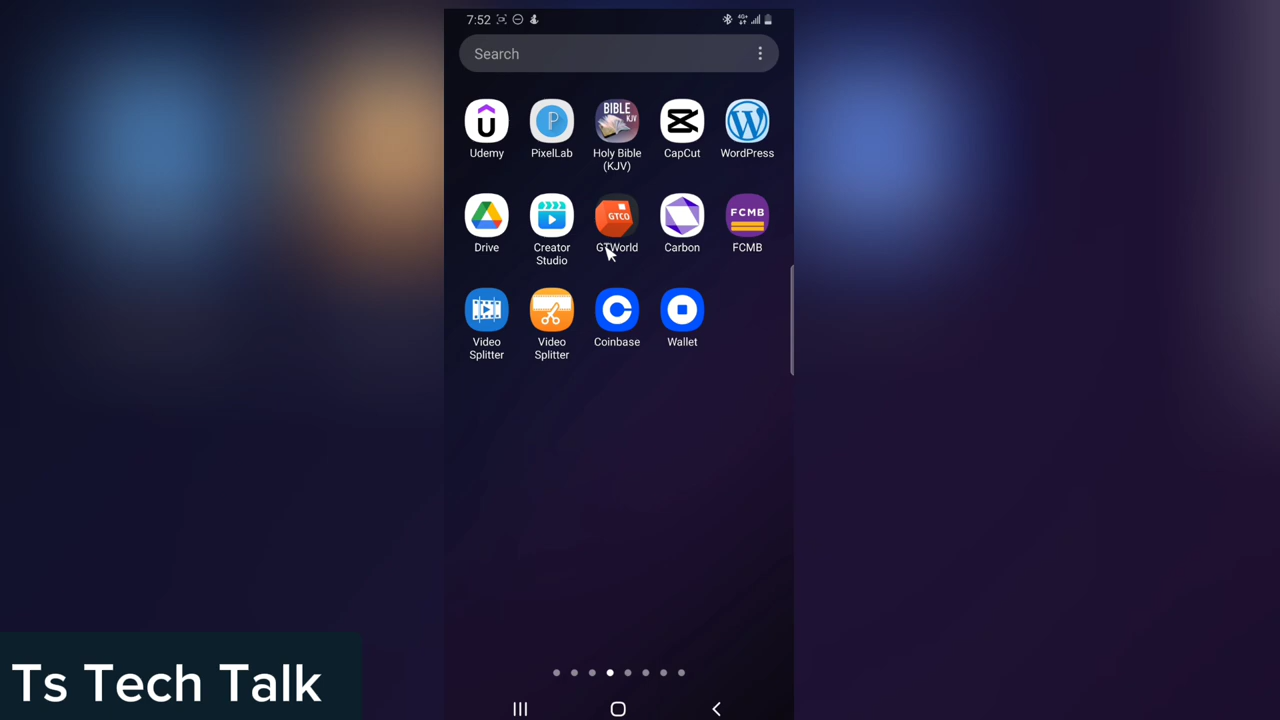 7:52
4G+
Search
U
P
BIBLE
KJV
W
Udemy
PixelLab
Holy Bible
(KJV)
CapCut
WordPress
GTCO
FCMB
Drive
Creator
Studio
GTWorld
Carbon
FCMB
Video
Splitter
Video
Splitter
Coinbase
Wallet
Ts Tech Talk